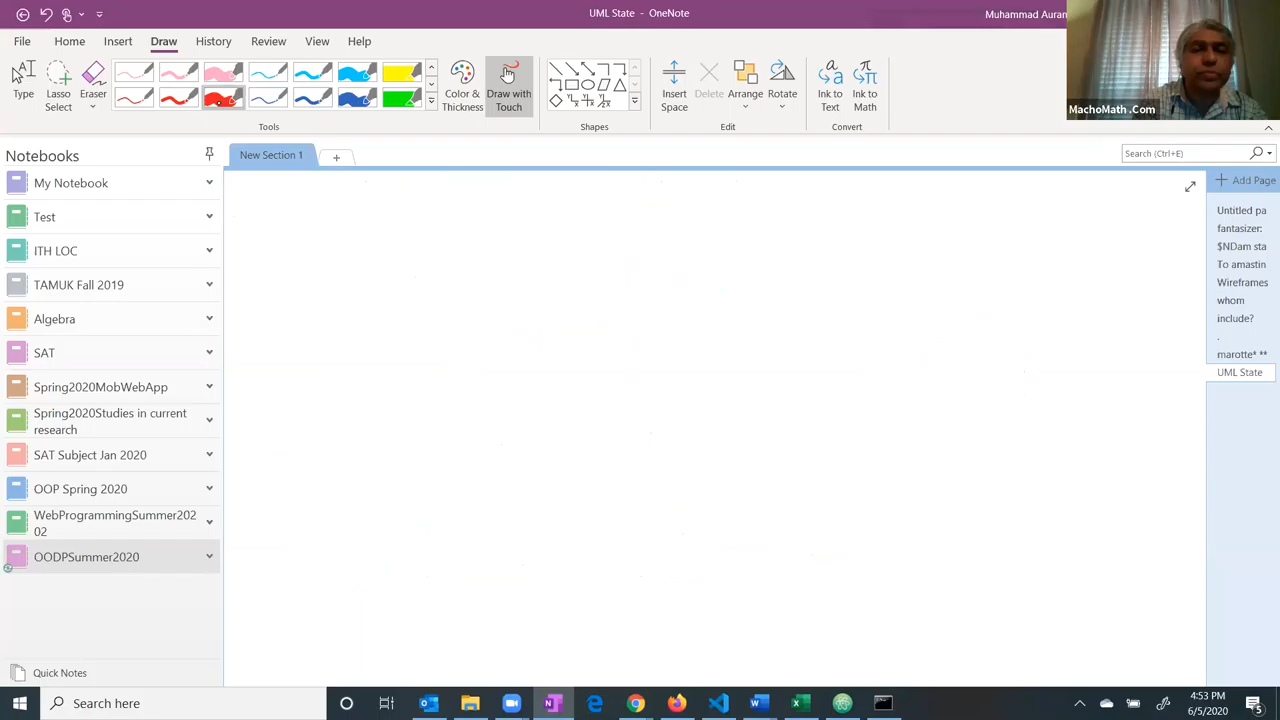 UML State - OneNote
Muhammad Auran
File Home Insert Draw History Review View Help
Type
Lasso Select
Eraser
Color & Thickness
Draw with Touch
Insert Space
Delete
Arrange
Rotate
Ink to Text
Ink to Math
Tools
Shapes
Edit
Convert
MachoMath .Com
Notebooks
New Section 1
Search (Ctrl+E)
My Notebook
Test
ITH LOC
TAMUK Fall 2019
Algebra
SAT
Spring2020MobWebApp
Spring2020Studies in current
research
SAT Subject Jan 2020
OOP Spring 2020
WebProgrammingSummer202
02
OODPSummer2020
Quick Notes
Add Page
Untitled pa
fantasizer:
$NDam sta
To amastin
Wireframes
whom
include?
.
marotte* **
UML State
Search here
4:53 PM
6/5/2020
5